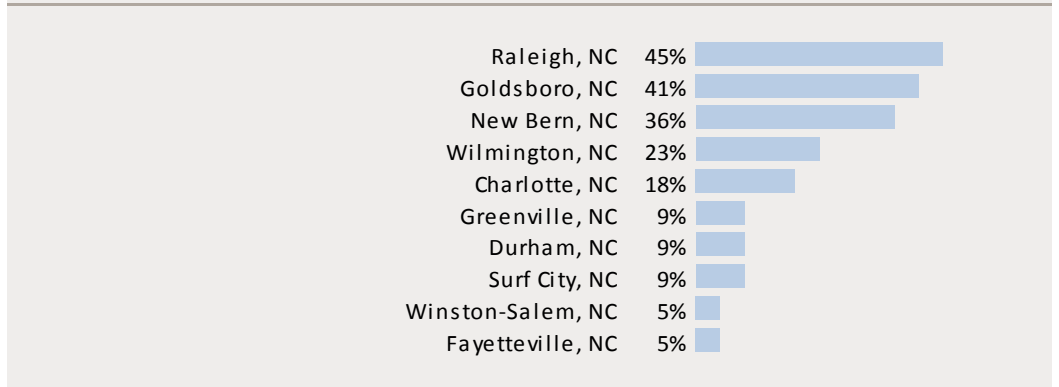 Raleigh, NC 45%
Goldsboro, NC 41%
New Bern, NC 36%
Wilmington, NC 23%
Charlotte, NC 18%
Greenville, NC 9%
Durham, NC 9%
Surf City, NC 9%
Winston-Salem, NC 5%
Fayetteville, NC 5%